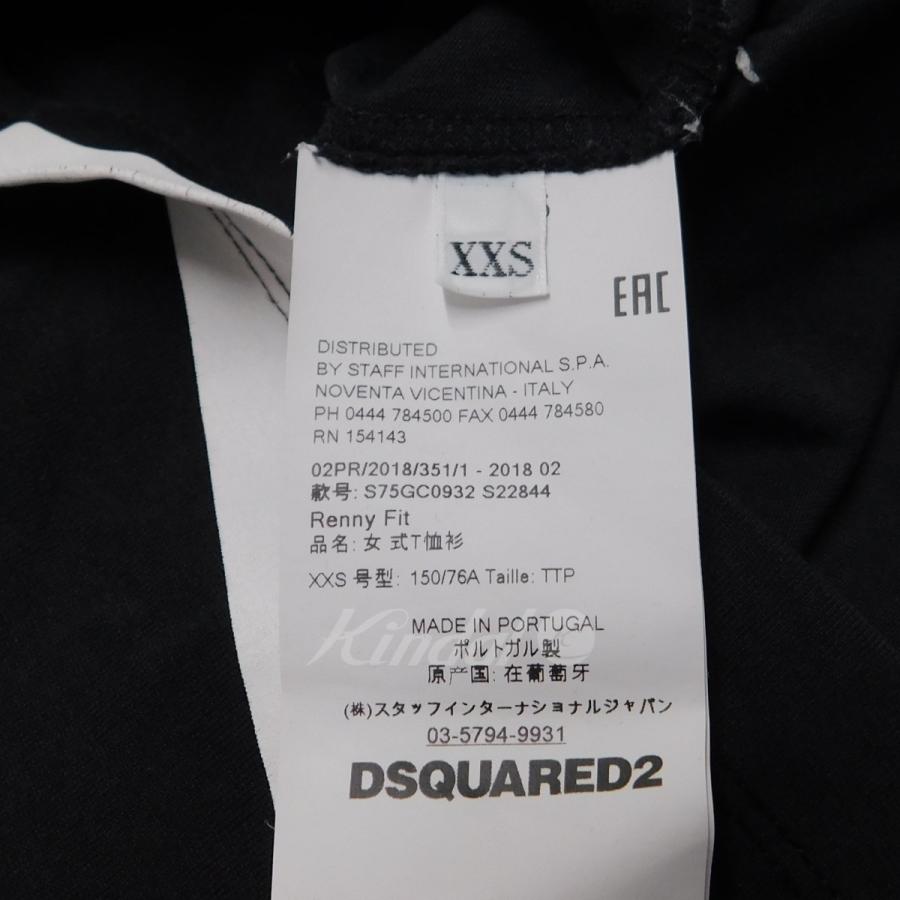 XXS
EAC
DISTRIBUTED
BY STAFF INTERNATIONAL S.P.A.
NOVENTA VICENTINA - ITALY
PH 0444 784500 FAX 0444 784580
RN 154143
02PR/2018/351/1 - 2018 02
款号: S75GC0932 S22844
Renny Fit
品名: 女 式T恤衫
XXS 号型: 150/76A Taille: TTP
MADE IN PORTUGAL
ポルトガル製
原产国: 在葡萄牙
(株)スタッフインターナショナルジャパン
03-5794-9931
DSQUARED2